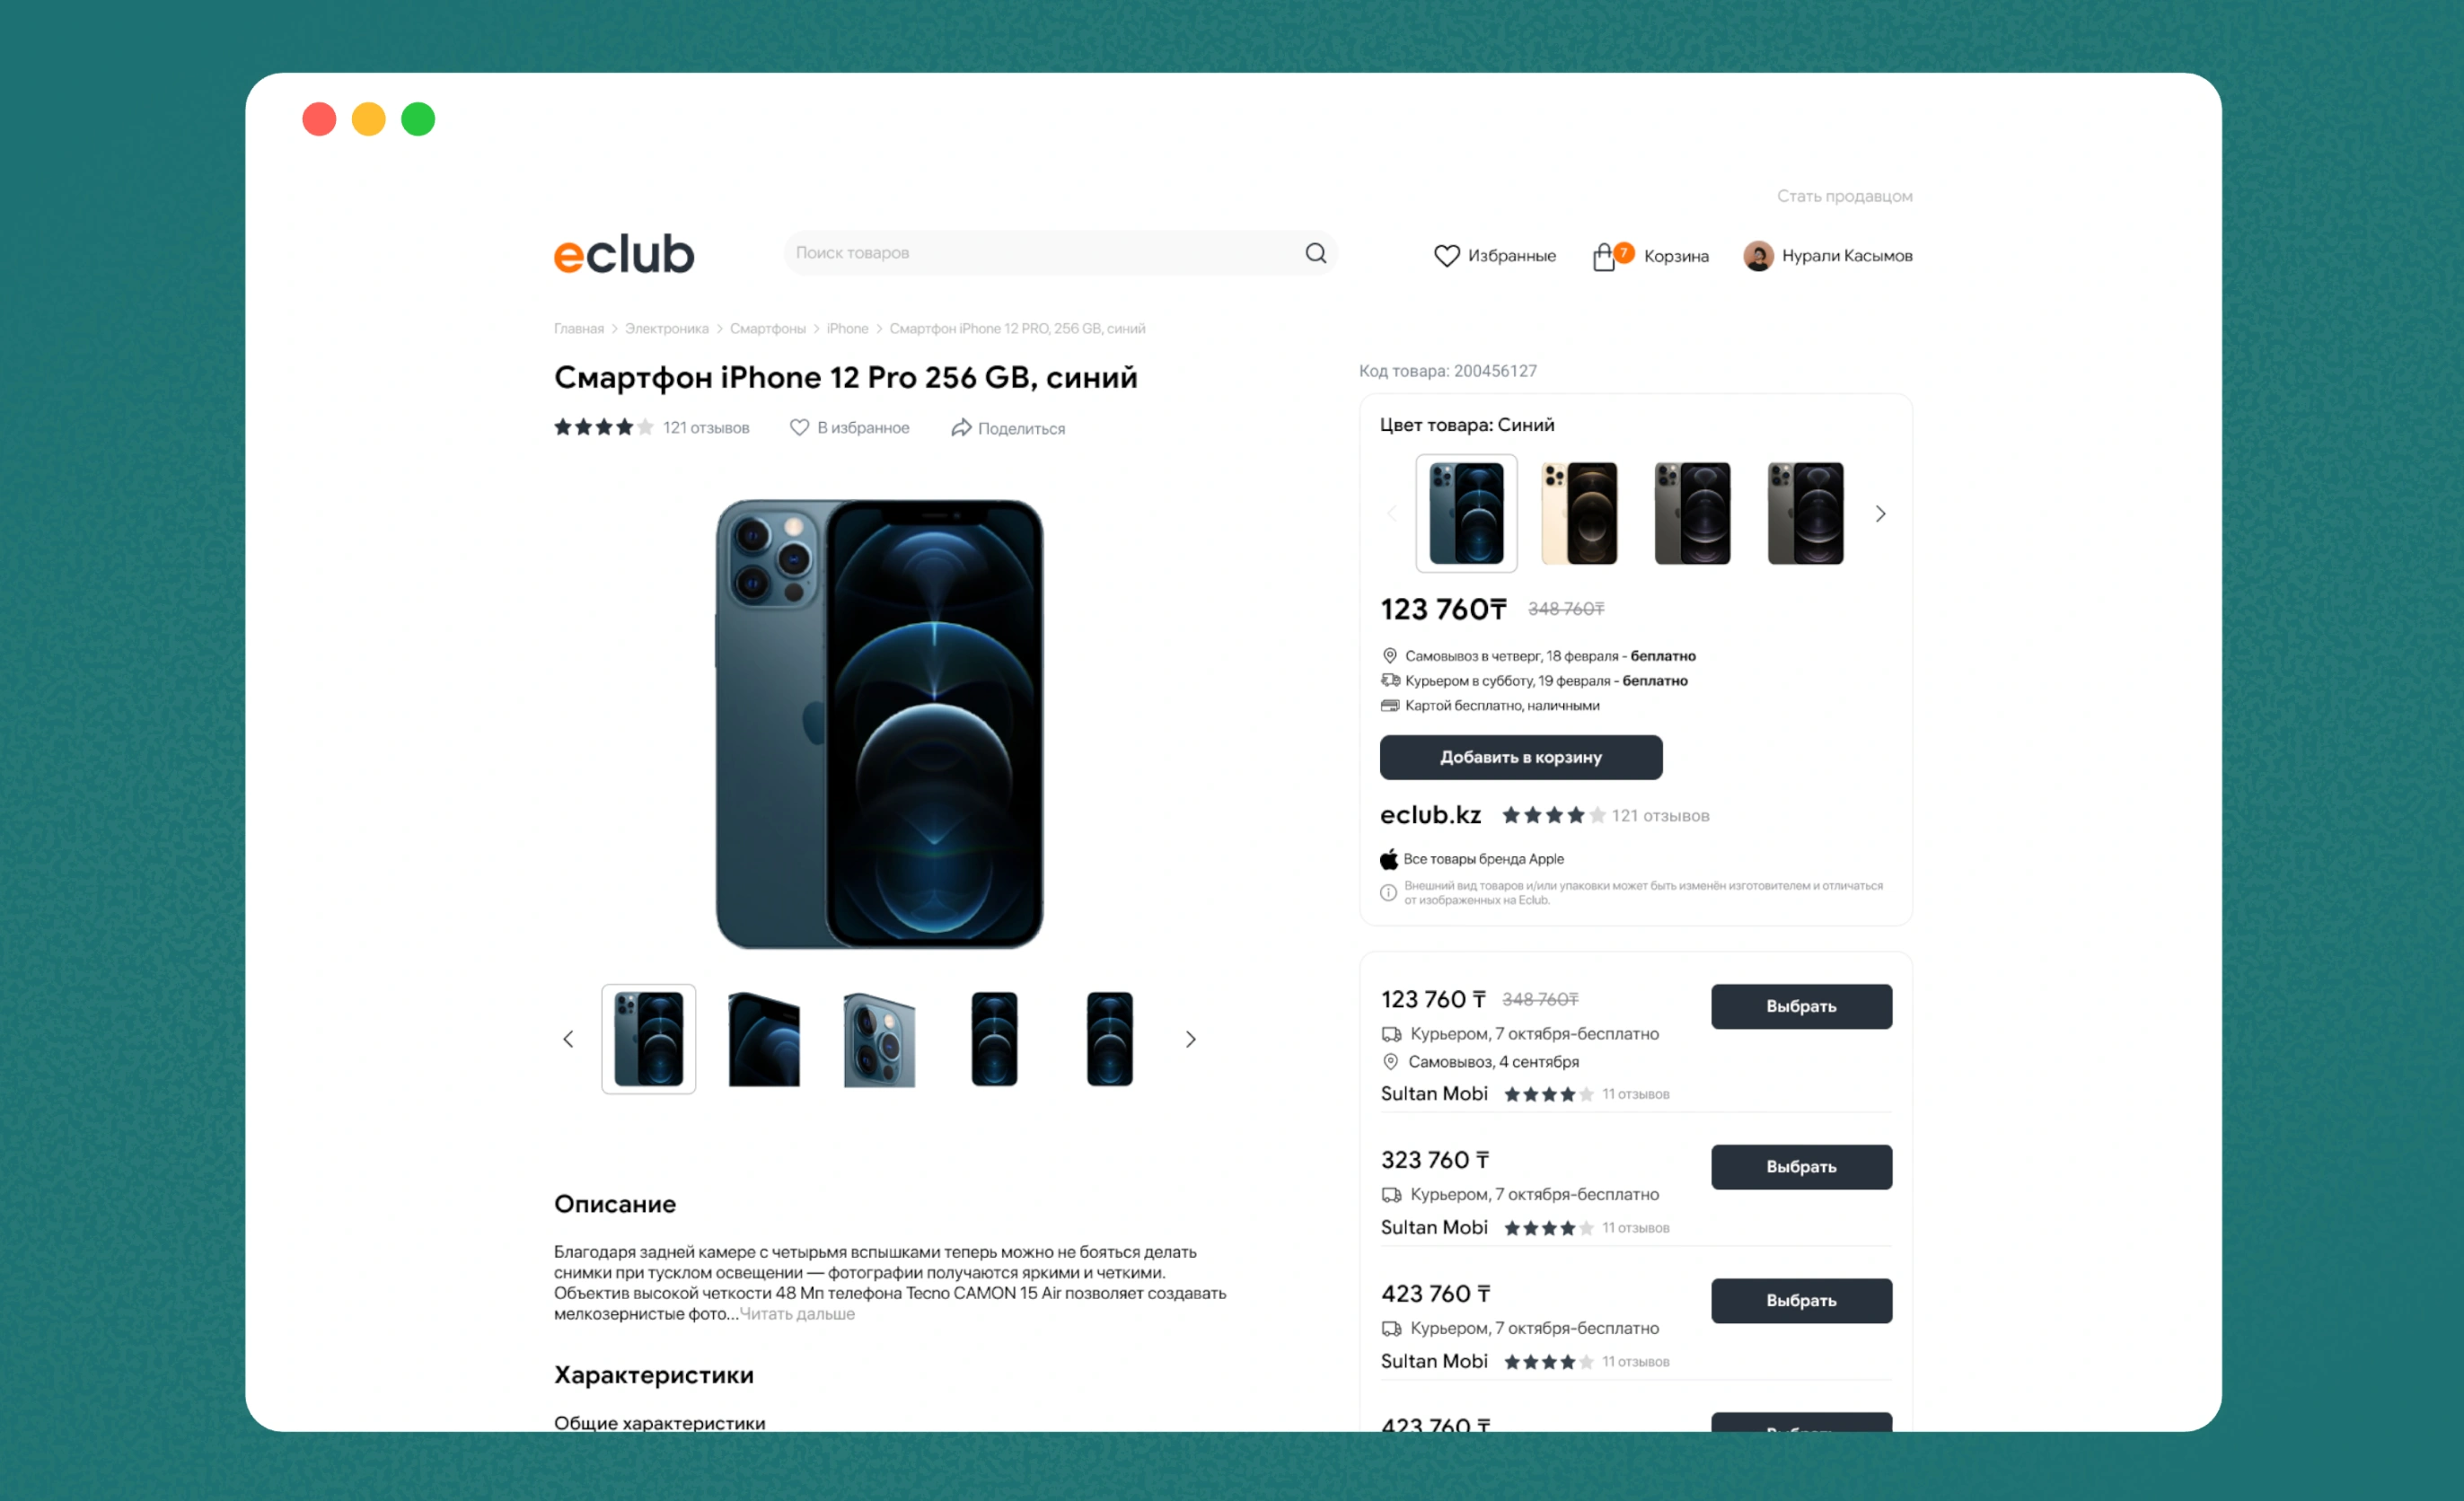 Стать продавцом
eclub
Поиск товаров
Избранные
7
Корзина
Нурали Касымов
Главная > Электроника > Смартфоны > iPhone > Смартфон iPhone 12 PRO, 256 GB, синий
Смартфон iPhone 12 Pro 256 GB, синий
121 отзывов
В избранное
Поделиться
Описание
Благодаря задней камере с четырьмя вспышками теперь можно не бояться делать
снимки при тусклом освещении — фотографии получаются яркими и четкими.
Объектив высокой четкости 48 Мп телефона Tecno CAMON 15 Air позволяет создавать
мелкозернистые фото...Читать дальше
Характеристики
Общие характеристики
Код товара: 200456127
Цвет товара: Синий
123 760₸ 348 760₸
Самовывоз в четверг, 18 февраля - беплатно
Курьером в субботу, 19 февраля - беплатно
Картой бесплатно, наличными
Добавить в корзину
eclub.kz 121 отзывов
Все товары бренда Apple
Внешний вид товаров и/или упаковки может быть изменён изготовителем и отличаться
от изображенных на Eclub.
123 760 ₸ 348 760₸
Выбрать
Курьером, 7 октября-бесплатно
Самовывоз, 4 сентября
Sultan Mobi 11 отзывов
323 760 ₸
Выбрать
Курьером, 7 октября-бесплатно
Sultan Mobi 11 отзывов
423 760 ₸
Выбрать
Курьером, 7 октября-бесплатно
Sultan Mobi 11 отзывов
423 760 ₸